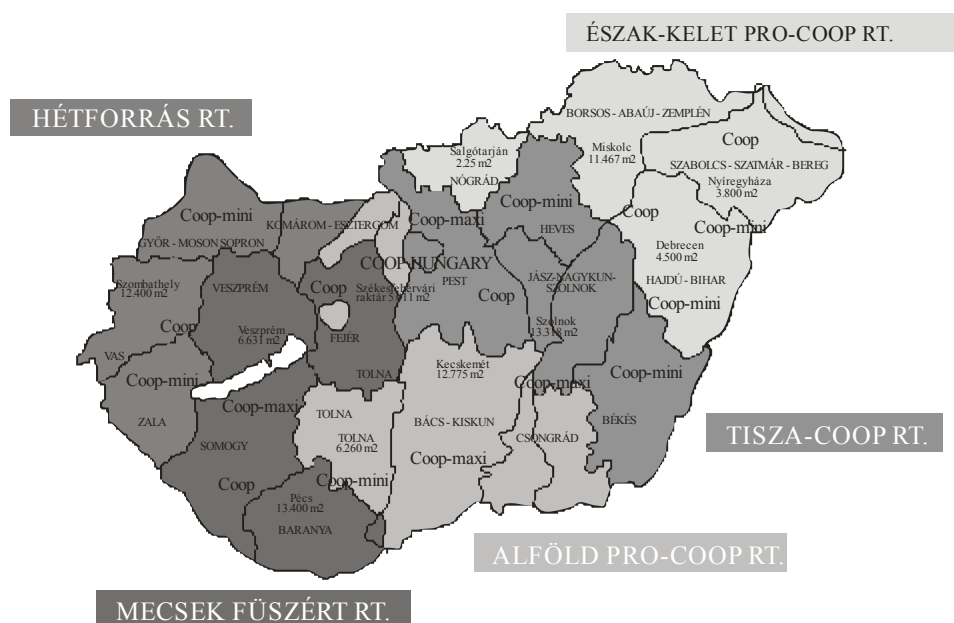 ÉSZAK-KELET PRO-COOP RT.
HÉTFORRÁS RT.
BORSOS - ABAÚJ - ZEMPLÉN
Salgótarján
2.25 m2
NÓGRÁD
Miskolc
11.467 m2
Coop
SZABOLCS - SZATMÁR - BEREG
Nyíregyháza
3.800 m2
Coop-mini
GYŐR - MOSON SOPRON
KOMÁROM - ESZTERGOM
Coop-maxi
Coop-mini
HEVES
Coop
Coop-mini
Debrecen
4.500 m2
HAJDÚ - BIHAR
Coop-mini
COOP HUNGARY
PEST
Coop
JÁSZ-NAGYKUN-
SZOLNOK
Szolnok
13.318 m2
Szombathely
12.400 m2
Coop
VAS
VESZPRÉM
Veszprém
6.631 m2
Coop
Székesfehérvári
raktár
FEJÉR
TOLNA
Coop-mini
ZALA
Coop-maxi
SOMOGY
Coop
TOLNA
TOLNA
6.260 m2
Coop-mini
Kecskemét
12.775 m2
BÁCS - KISKUN
Coop-maxi
Coop-maxi
CSONGRÁD
Coop-mini
BÉKÉS
TISZA-COOP RT.
Pécs
13.400 m2
BARANYA
ALFÖLD PRO-COOP RT.
MECSEK FÜSZÉRT RT.